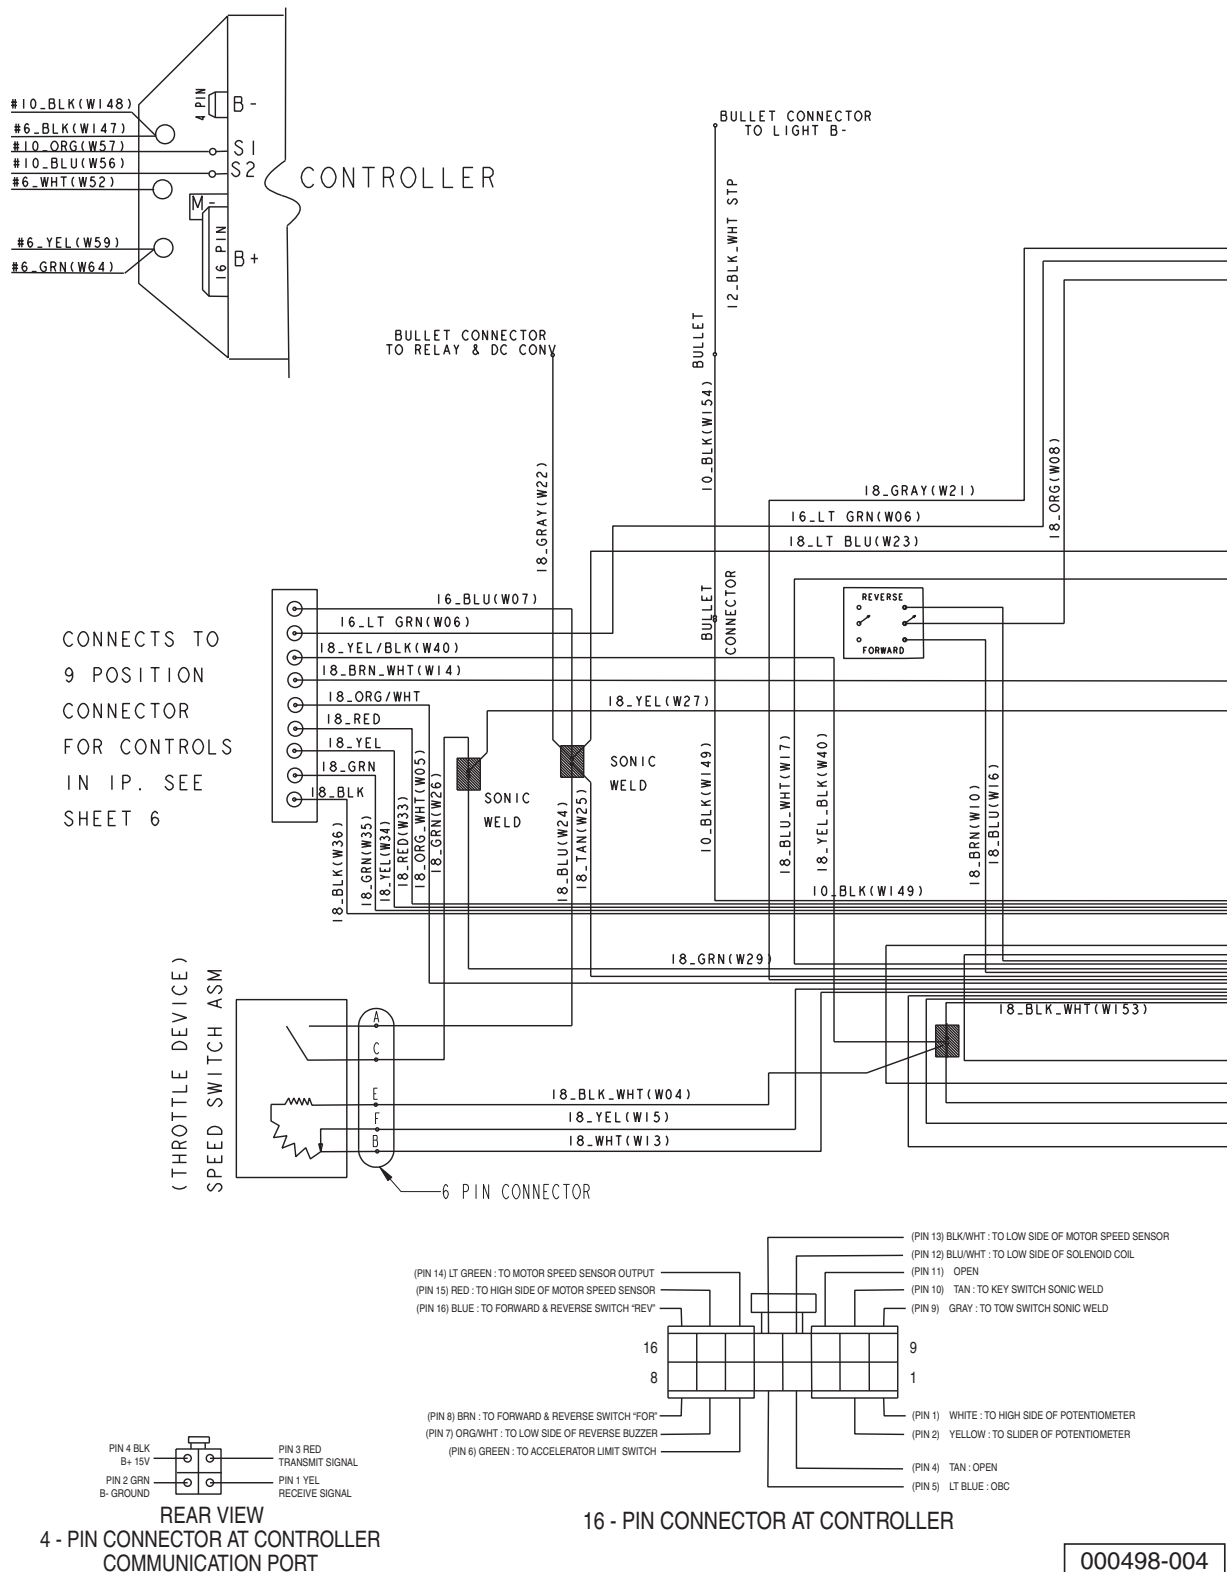 #10_BLK(W148)
#6_BLK(W147)
#10_ORG(W57)
#10_BLU(W56)
#6_WHT(W52)
#6_YEL(W59)
#6_GRN(W64)
4 PIN
B-
S1
S2
M-
16 PIN
B+
CONTROLLER
BULLET CONNECTOR
TO LIGHT B-
12_BLK_WHT STP
BULLET
10_BLK(W154)
BULLET CONNECTOR
TO RELAY & DC CONV
18_GRAY(W22)
18_GRAY(W21)
16_LT GRN(W06)
18_LT BLU(W23)
18_ORG(W08)
BULLET
CONNECTOR
REVERSE
FORWARD
CONNECTS TO
9 POSITION
CONNECTOR
FOR CONTROLS
IN IP. SEE
SHEET 6
16_BLU(W07)
16_LT GRN(W06)
18_YEL/BLK(W40)
18_BRN_WHT(W14)
18_ORG/WHT
18_RED
18_YEL
18_GRN
18_BLK
18_YEL(W27)
SONIC
WELD
SONIC
WELD
18_BLK(W36)
18_GRN(W35)
18_YEL(W34)
18_RED(W33)
18_ORG_WHT(W05)
18_GRN(W26)
18_BLU(W24)
18_TAN(W25)
10_BLK(W149)
18_BLU_WHT(W17)
18_YEL_BLK(W40)
18_BRN(W10)
18_BLU(W16)
10_BLK(W149)
18_GRN(W29)
18_BLK_WHT(W153)
(THROTTLE DEVICE)
SPEED SWITCH ASM
A
C
E
F
B
18_BLK_WHT(W04)
18_YEL(W15)
18_WHT(W13)
6 PIN CONNECTOR
(PIN 13) BLK/WHT : TO LOW SIDE OF MOTOR SPEED SENSOR
(PIN 12) BLU/WHT : TO LOW SIDE OF SOLENOID COIL
(PIN 11) OPEN
(PIN 10) TAN : TO KEY SWITCH SONIC WELD
(PIN 9) GRAY : TO TOW SWITCH SONIC WELD
(PIN 14) LT GREEN : TO MOTOR SPEED SENSOR OUTPUT
(PIN 15) RED : TO HIGH SIDE OF MOTOR SPEED SENSOR
(PIN 16) BLUE : TO FORWARD & REVERSE SWITCH "REV"
16
9
8
1
(PIN 8) BRN : TO FORWARD & REVERSE SWITCH "FOR"
(PIN 7) ORG/WHT : TO LOW SIDE OF REVERSE BUZZER
(PIN 6) GREEN : TO ACCELERATOR LIMIT SWITCH
(PIN 1) WHITE : TO HIGH SIDE OF POTENTIOMETER
(PIN 2) YELLOW : TO SLIDER OF POTENTIOMETER
(PIN 4) TAN : OPEN
(PIN 5) LT BLUE : OBC
16 - PIN CONNECTOR AT CONTROLLER
PIN 4 BLK
B+ 15V
PIN 2 GRN
B- GROUND
PIN 3 RED
TRANSMIT SIGNAL
PIN 1 YEL
RECEIVE SIGNAL
REAR VIEW
4 - PIN CONNECTOR AT CONTROLLER
COMMUNICATION PORT
000498-004